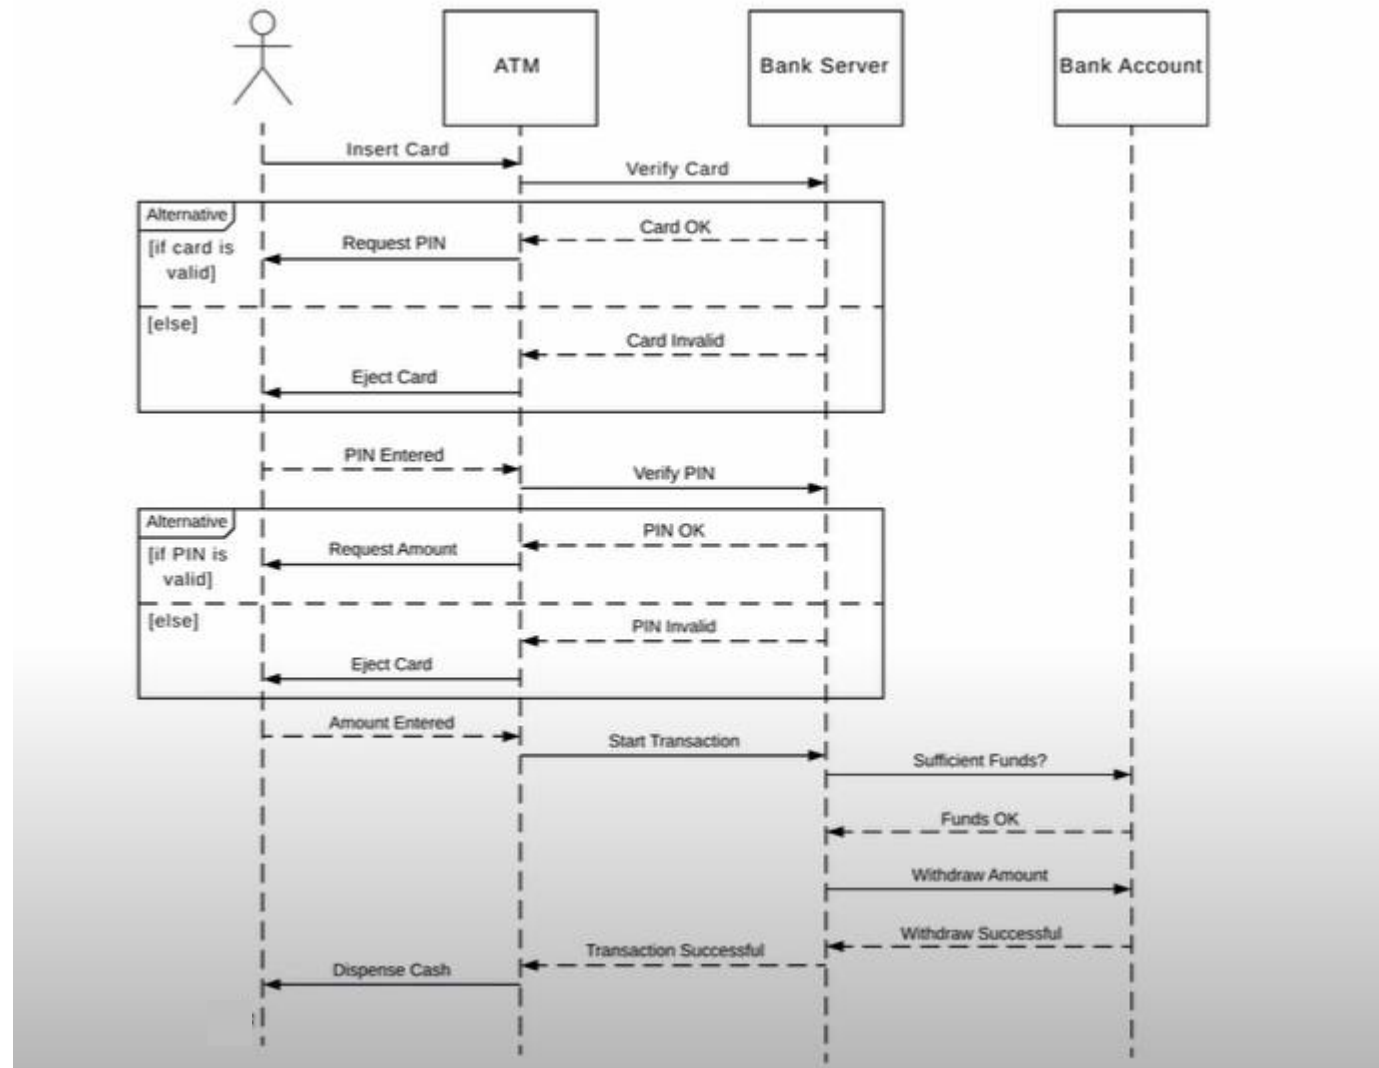 ATM
Bank Server
Bank Account
Insert Card
Verify Card
Alternative
[if card is
valid]
Card OK
Request PIN
[else]
Card Invalid
Eject Card
PIN Entered
Verify PIN
Alternative
[if PIN is
valid]
PIN OK
Request Amount
[else]
PIN Invalid
Eject Card
Amount Entered
Start Transaction
Sufficient Funds?
Funds OK
Withdraw Amount
Withdraw Successful
Transaction Successful
Dispense Cash